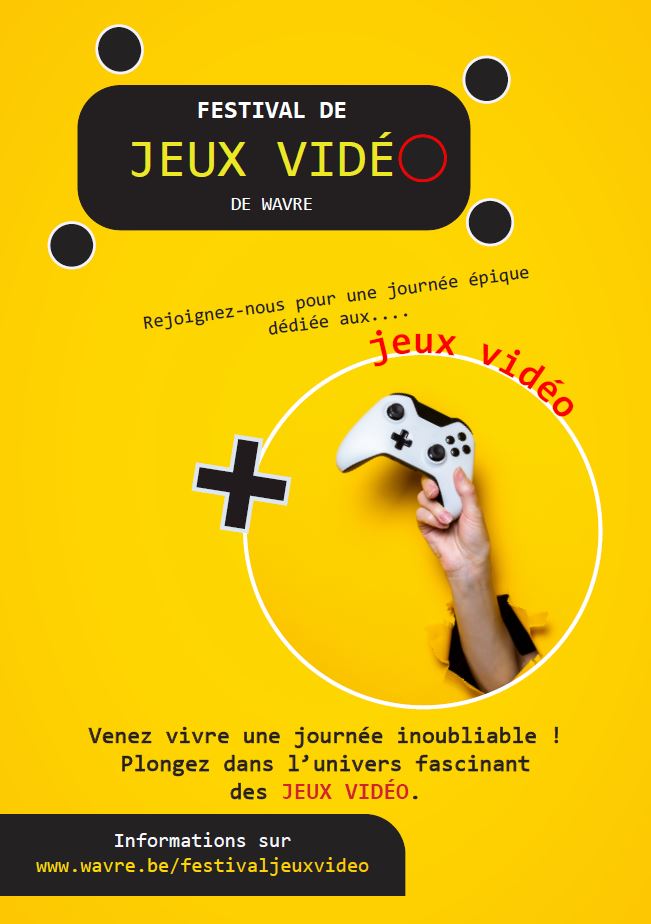 FESTIVAL DE
JEUX VIDÉO
DE WAVRE
Rejoignez-nous pour une journée épique
dédiée aux....
jeux vidéo
Venez vivre une journée inoubliable !
Plongez dans l’univers fascinant
des JEUX VIDÉO.
Informations sur
www.wavre.be/festivaljeuxvideo